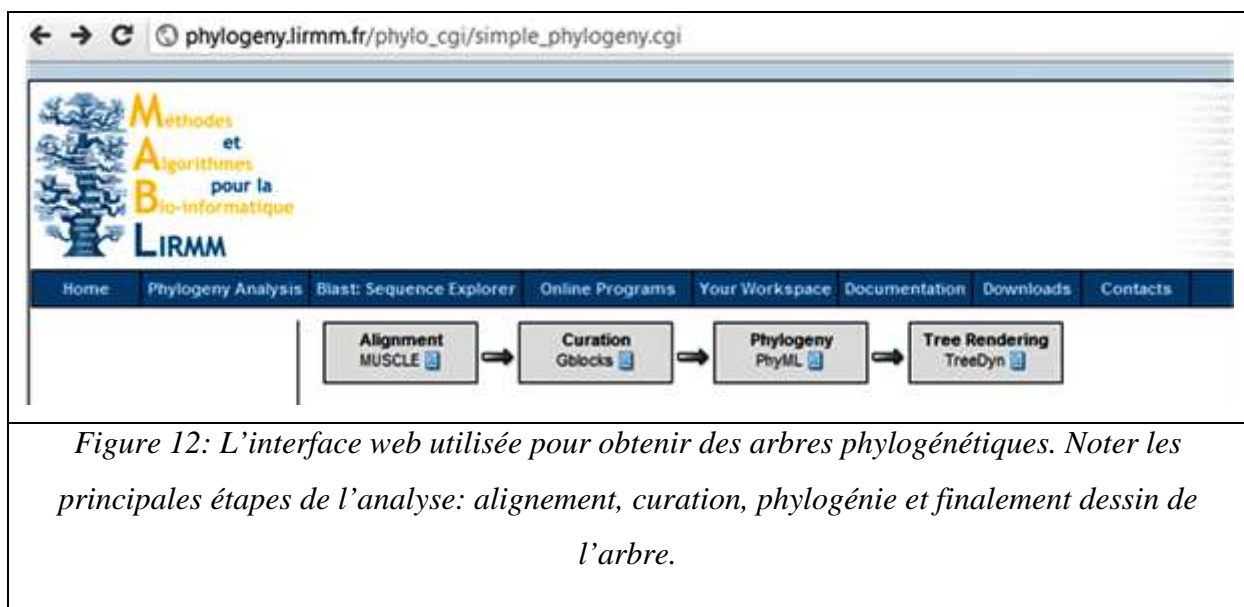 phylogeny.lirmm.fr/phylo_cgi/simple_phylogeny.cgi
Méthodes
et
Algorithmes
pour la
Bio-informatique
LIRMM
Home Phylogeny Analysis Blast: Sequence Explorer Online Programs Your Workspace Documentation Downloads Contacts
Alignment Curation Phylogeny Tree Rendering
MUSCLE Gblocks PhyML TreeDyn
Figure 12: L’interface web utilisée pour obtenir des arbres phylogénétiques. Noter les
principales étapes de l’analyse: alignement, curation, phylogénie et finalement dessin de
l’arbre.